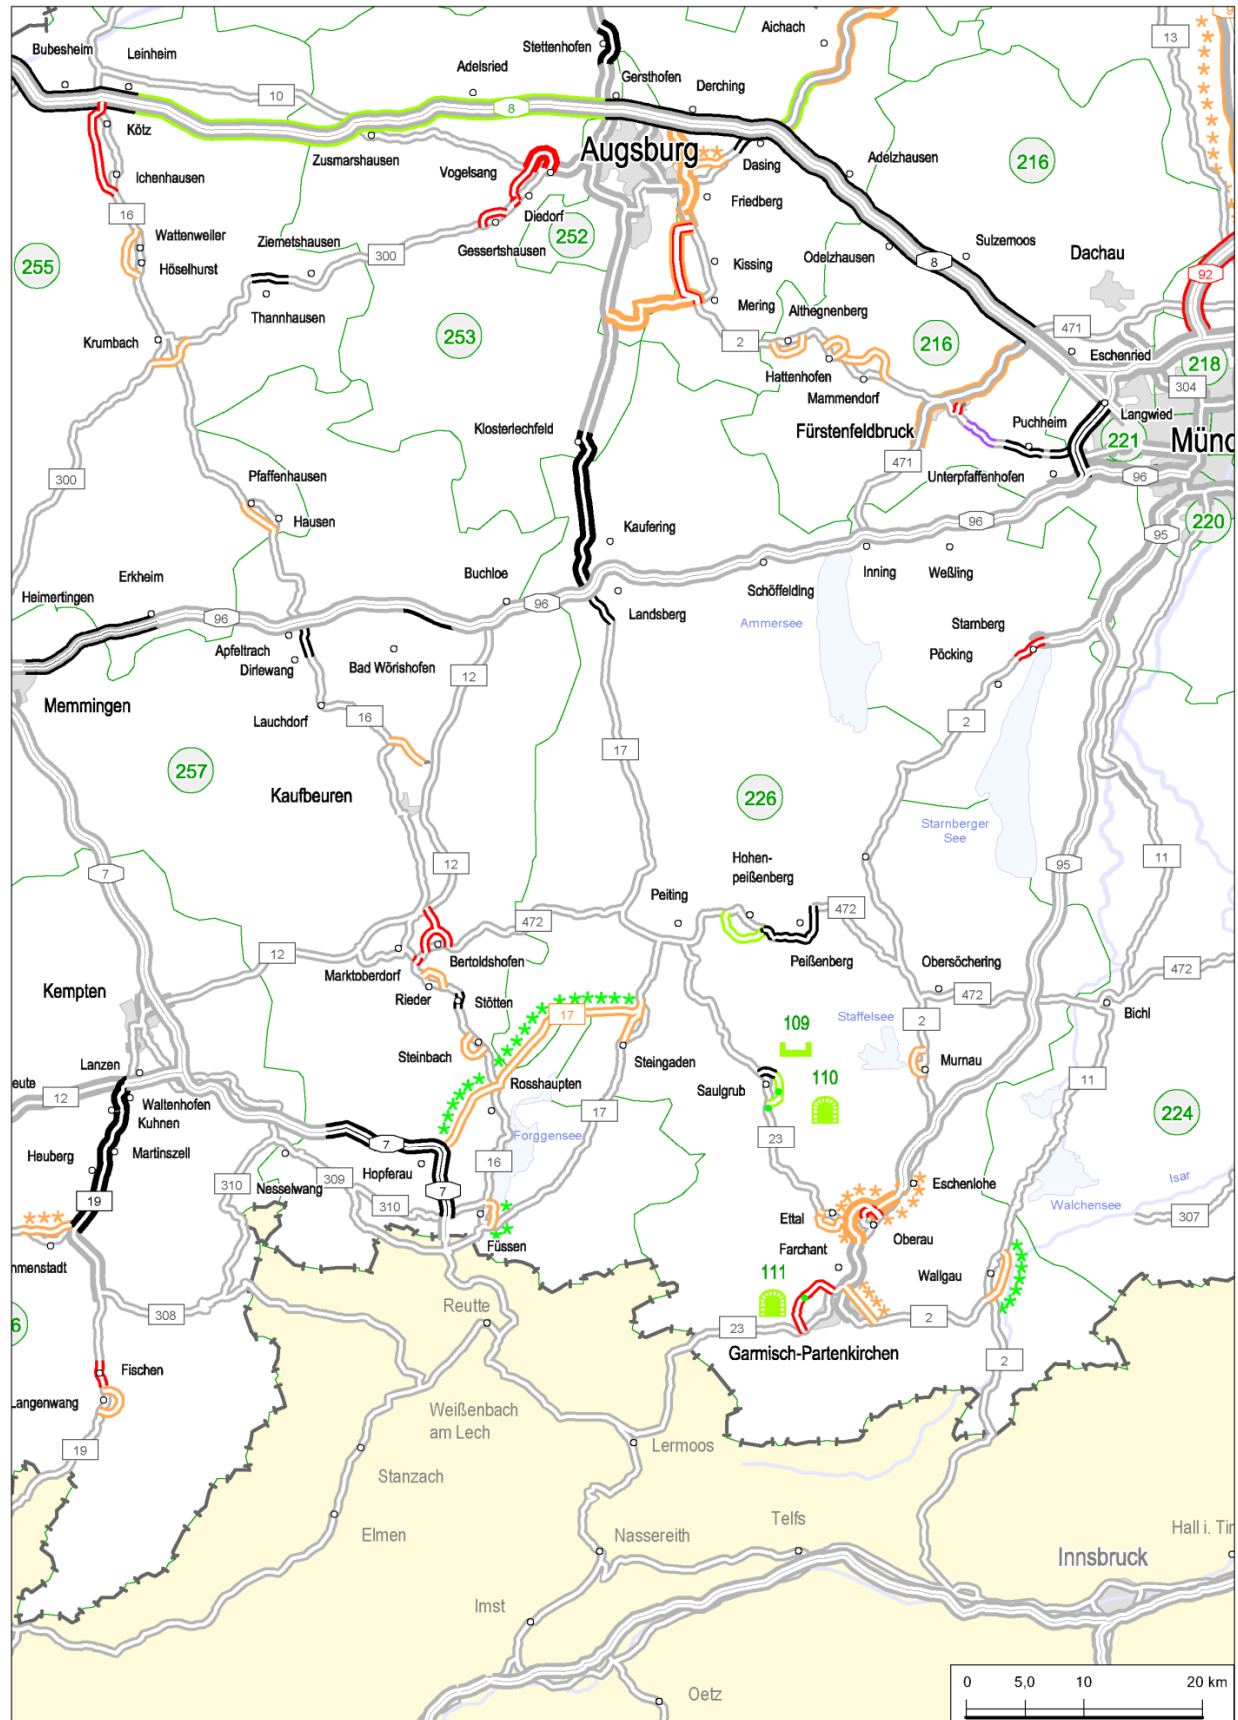 Aichach
Stettenhofen
13
Bubesheim
Leinheim
Adelsried
Gersthofen
Derching
10
8
Kötz
Zusmarshausen
Augsburg
Vogelsang
Dasing
Adelzhausen
216
Ichenhausen
Diedorf
Friedberg
16
Wattenweiler
Ziemetshausen
252
Gessertshausen
Sulzemoos
Dachau
255
Höselhurst
300
Kissing
Odelzhausen
8
92
Thannhausen
Mering
Althegnenberg
Krumbach
253
2
216
471
Eschenried
218
Hattenhofen
304
Mammendorf
Langwied
Klosterlechfeld
Fürstenfeldbruck
Puchheim
221
Münc
300
Pfaffenhausen
471
Unterpfaffenhofen
96
Hausen
96
220
Kaufering
95
Erkheim
Buchloe
Inning
Weßling
Heimertingen
96
96
Schöffelding
Landsberg
Ammersee
Starnberg
Apfeltrach
Dirlewang
Bad Wörishofen
Pöcking
12
Memmingen
Lauchdorf
16
2
17
257
Kaufbeuren
226
Starnberger
See
7
12
Hohen-
peißenberg
95
11
Peiting
472
472
12
Marktoberdorf
Bertoldshofen
Peißenberg
Obersöchering
472
472
Kempten
Rieder
Stötten
Bichl
17
109
Staffelsee
2
Steinbach
Steingaden
Murnau
Lanzen
eute
Rosshaupten
110
Saulgrub
11
12
Waltenhofen
Kuhnen
17
224
Forggensee
7
23
Heuberg
Martinszell
Hopferau
16
309
Nesselwang
310
7
Eschenlohe
Isar
19
310
Walchensee
307
Ettal
Oberau
Füssen
Farchant
nmenstadt
111
Wallgau
6
308
Reutte
23
2
Garmisch-Partenkirchen
2
Fischen
Langenwang
Weißenbach
am Lech
19
Lermoos
Stanzach
Elmen
Nassereith
Telfs
Hall i. Tir
Innsbruck
Imst
Oetz
0 5,0 10 20 km